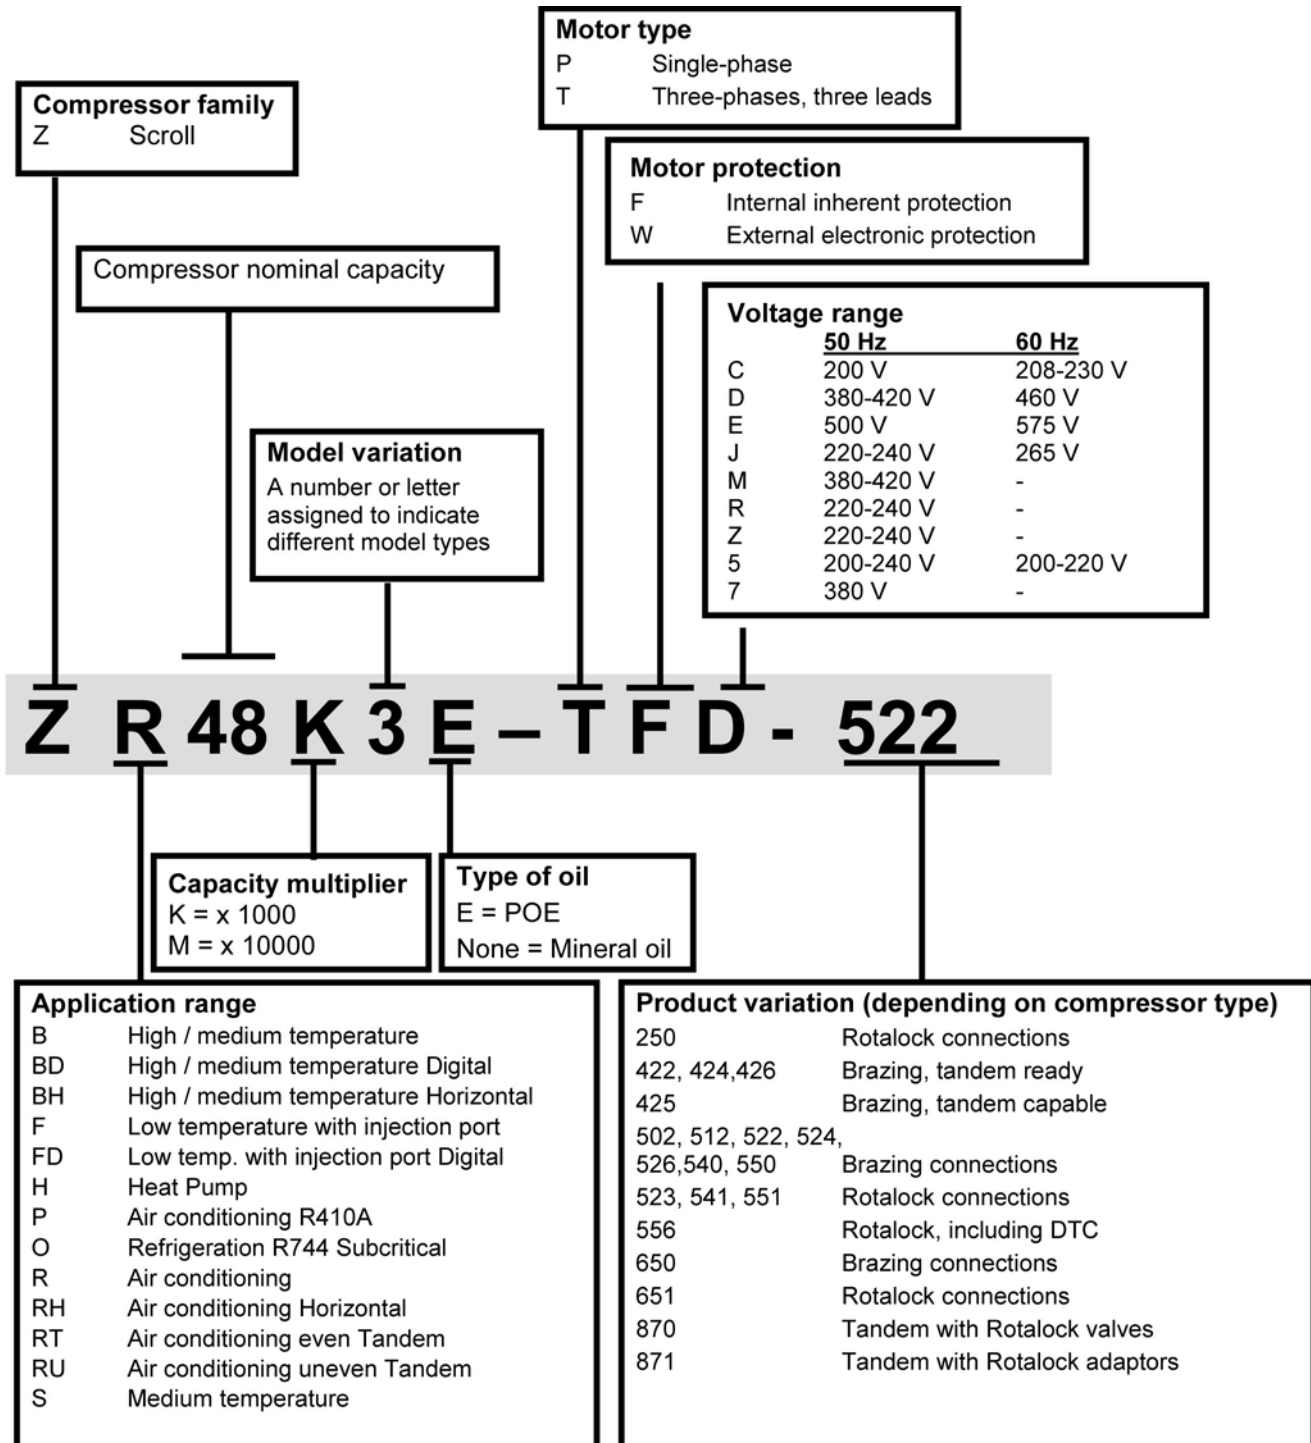 Motor type
P Single-phase
T Three-phases, three leads
Compressor family
Z Scroll
Motor protection
F Internal inherent protection
W External electronic protection
Compressor nominal capacity
Voltage range
50 Hz 60 Hz
C 200 V 208-230 V
D 380-420 V 460 V
E 500 V 575 V
J 220-240 V 265 V
M 380-420 V -
R 220-240 V -
Z 220-240 V -
5 200-240 V 200-220 V
7 380 V -
Model variation
A number or letter
assigned to indicate
different model types
Z R 48 K 3 E – T F D - 522
Capacity multiplier
K = x 1000
M = x 10000
Type of oil
E = POE
None = Mineral oil
Application range
B High / medium temperature
BD High / medium temperature Digital
BH High / medium temperature Horizontal
F Low temperature with injection port
FD Low temp. with injection port Digital
H Heat Pump
P Air conditioning R410A
O Refrigeration R744 Subcritical
R Air conditioning
RH Air conditioning Horizontal
RT Air conditioning even Tandem
RU Air conditioning uneven Tandem
S Medium temperature
Product variation (depending on compressor type)
250 Rotalock connections
422, 424,426 Brazing, tandem ready
425 Brazing, tandem capable
502, 512, 522, 524,
526,540, 550 Brazing connections
523, 541, 551 Rotalock connections
556 Rotalock, including DTC
650 Brazing connections
651 Rotalock connections
870 Tandem with Rotalock valves
871 Tandem with Rotalock adaptors